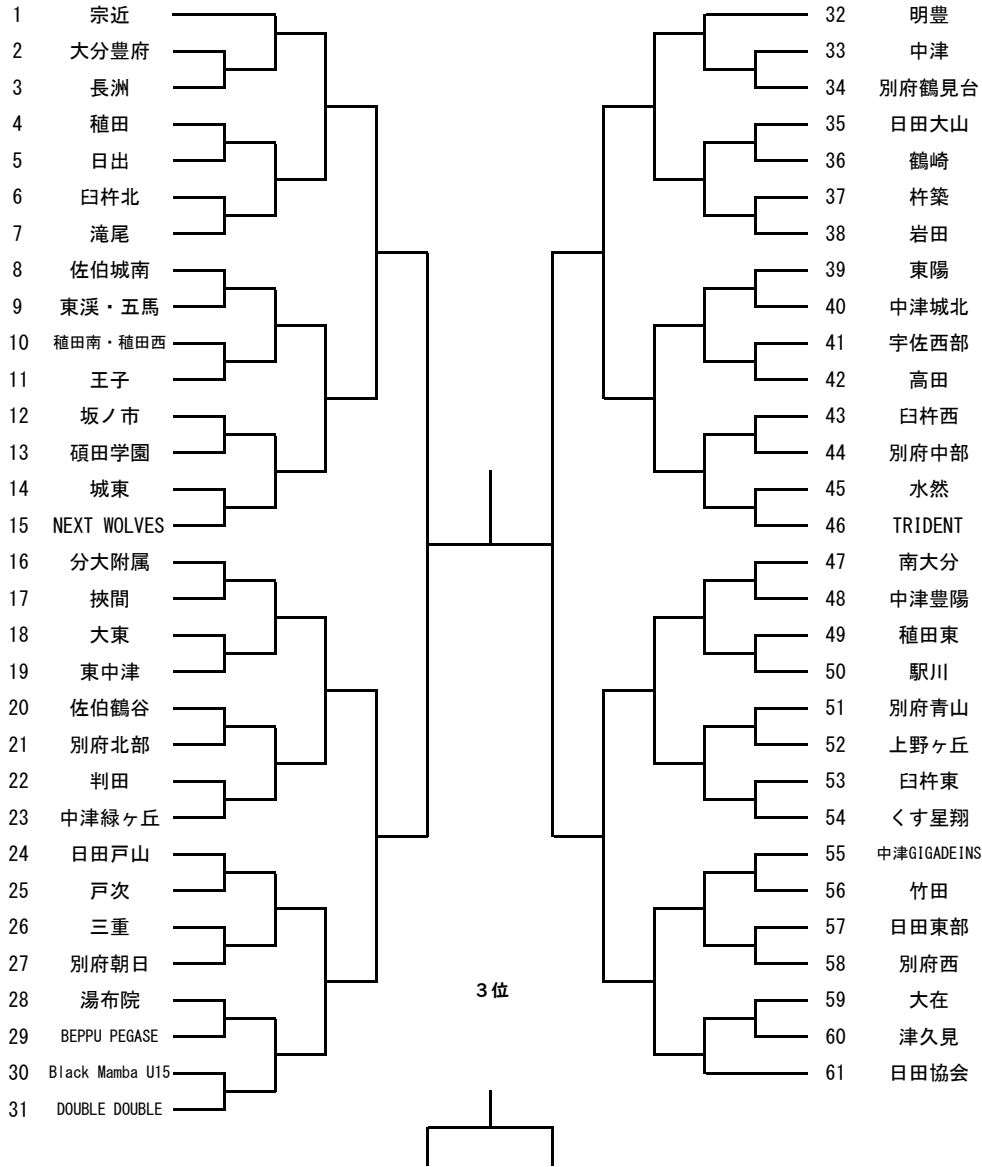 1 宗近
2 大分豊府
3 長洲
4 稙田
5 日出
6 臼杵北
7 滝尾
8 佐伯城南
9 東渓・五馬
10 稙田南・稙田西
11 王子
12 坂ノ市
13 碩田学園
14 城東
15 NEXT WOLVES
16 分大附属
17 挾間
18 大東
19 東中津
20 佐伯鶴谷
21 別府北部
22 判田
23 中津緑ヶ丘
24 日田戸山
25 戸次
26 三重
27 別府朝日
28 湯布院
29 BEPPU PEGASE
30 Black Mamba U15
31 DOUBLE DOUBLE
３位
32 明豊
33 中津
34 別府鶴見台
35 日田大山
36 鶴崎
37 杵築
38 岩田
39 東陽
40 中津城北
41 宇佐西部
42 高田
43 臼杵西
44 別府中部
45 水然
46 TRIDENT
47 南大分
48 中津豊陽
49 稙田東
50 駅川
51 別府青山
52 上野ヶ丘
53 臼杵東
54 くす星翔
55 中津GIGADEINS
56 竹田
57 日田東部
58 別府西
59 大在
60 津久見
61 日田協会